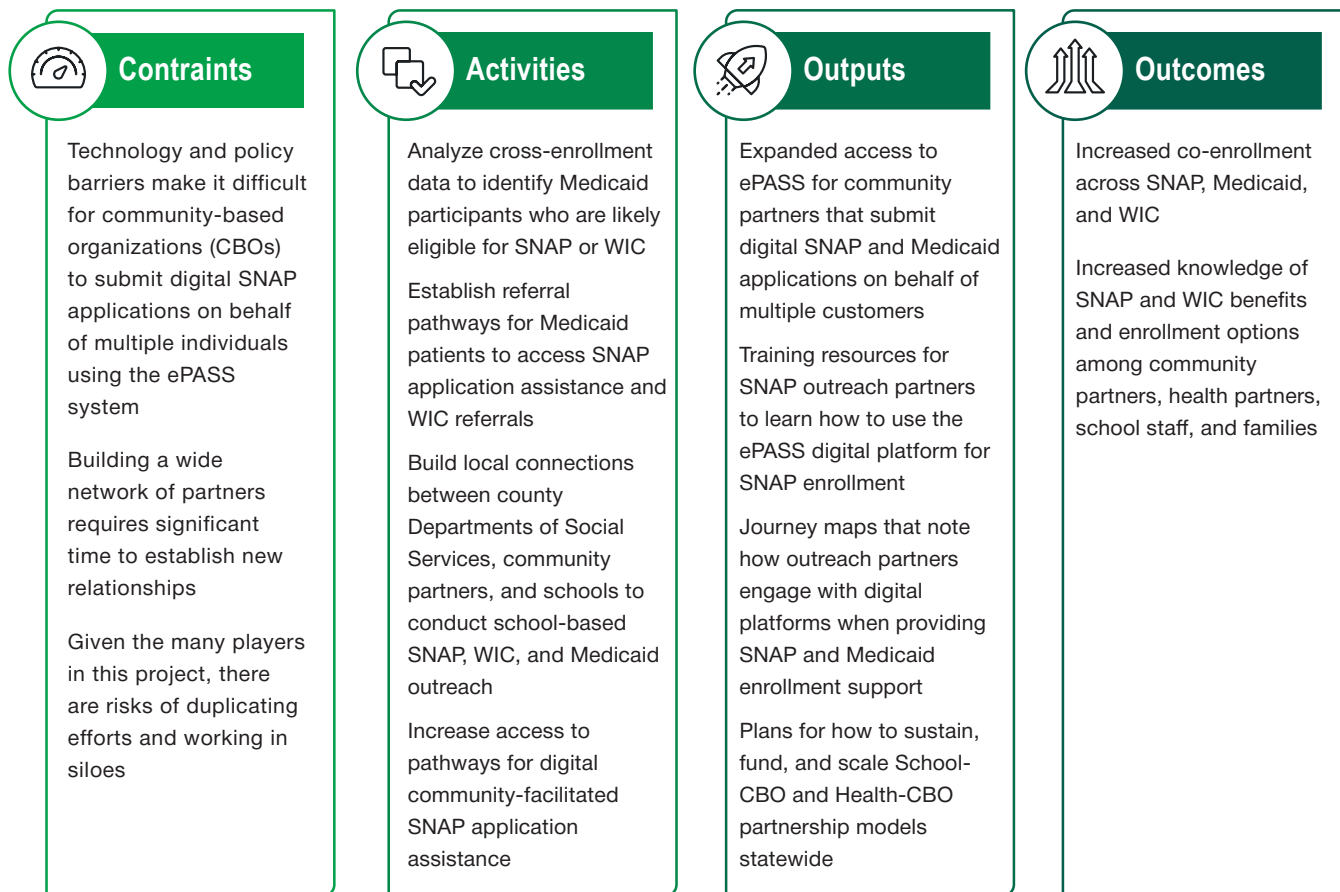 Contraints
Technology and policy
barriers make it difficult
for community-based
organizations (CBOs)
to submit digital SNAP
applications on behalf
of multiple individuals
using the ePASS
system
Building a wide
network of partners
requires significant
time to establish new
relationships
Given the many players
in this project, there
are risks of duplicating
efforts and working in
siloes
Activities
Analyze cross-enrollment
data to identify Medicaid
participants who are likely
eligible for SNAP or WIC
Establish referral
pathways for Medicaid
patients to access SNAP
application assistance and
WIC referrals
Build local connections
between county
Departments of Social
Services, community
partners, and schools to
conduct school-based
SNAP, WIC, and Medicaid
outreach
Increase access to
pathways for digital
community-facilitated
SNAP application
assistance
Outputs
Expanded access to
ePASS for community
partners that submit
digital SNAP and Medicaid
applications on behalf of
multiple customers
Training resources for
SNAP outreach partners
to learn how to use the
ePASS digital platform for
SNAP enrollment
Journey maps that note
how outreach partners
engage with digital
platforms when providing
SNAP and Medicaid
enrollment support
Plans for how to sustain,
fund, and scale School-
CBO and Health-CBO
partnership models
statewide
Outcomes
Increased co-enrollment
across SNAP, Medicaid,
and WIC
Increased knowledge of
SNAP and WIC benefits
and enrollment options
among community
partners, health partners,
school staff, and families